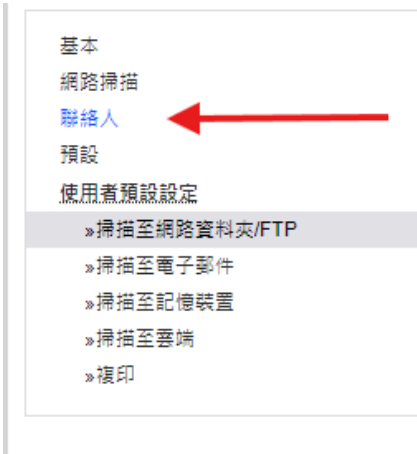 基本
網路掃描
聯絡人
預設
使用者預設設定
»掃描至網路資料夾/FTP
»掃描至電子郵件
»掃描至記憶裝置
»掃描至雲端
»複印